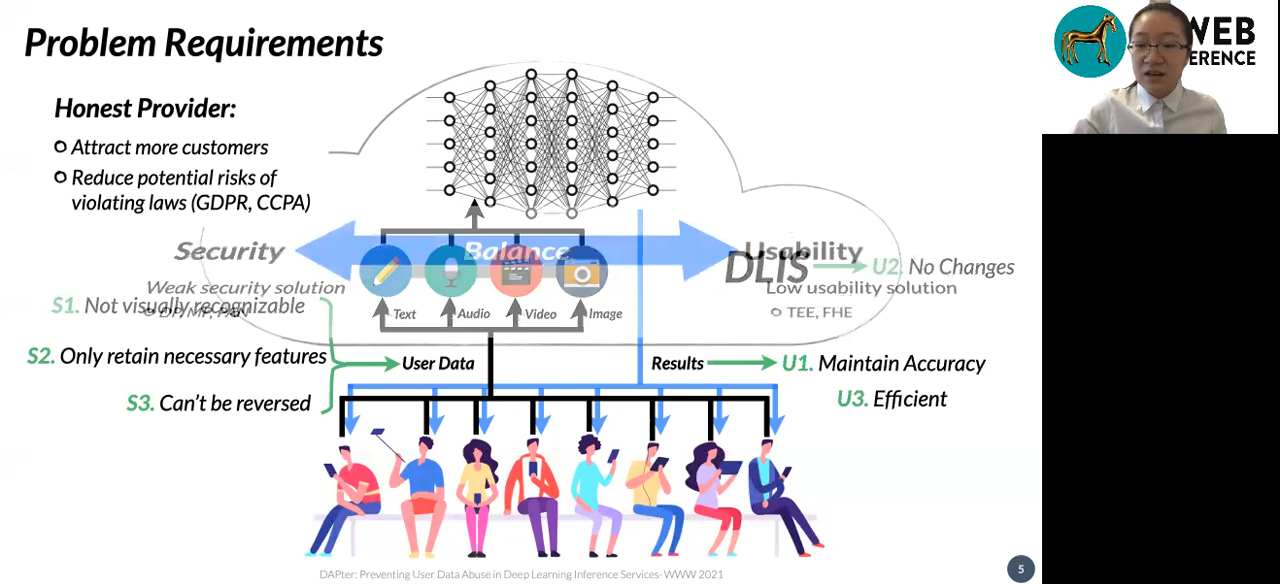 Problem Requirements
WEB
ERENCE
Honest Provider:
Attract more customers
Reduce potential risks of
violating laws (GDPR, CCPA)
Security
Balance
Usability
DLIS
U2. No Changes
Weak security solution
Low usability solution
S1. Not visually recognizable
DP, MP, PAN
TEE, FHE
Text
Audio
Video
Image
S2. Only retain necessary features
User Data
Results
U1. Maintain Accuracy
S3. Can't be reversed
U3. Efficient
DAPter: Preventing User Data Abuse in Deep Learning Inference Services- WWW 2021
5